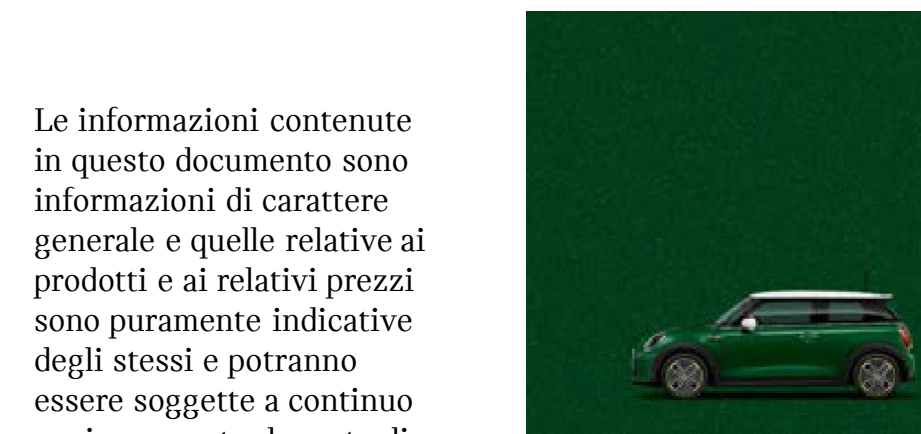 Le informazioni contenute
in questo documento sono
informazioni di carattere
generale e quelle relative ai
prodotti e ai relativi prezzi
sono puramente indicative
degli stessi e potranno
essere soggette a continuo